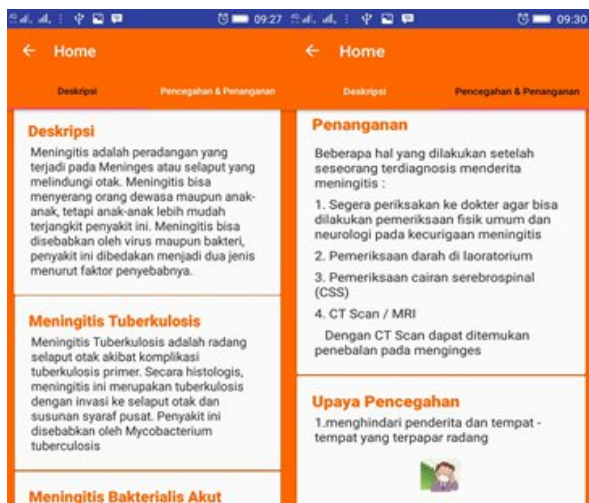 09:27
Home
Deskripsi
Pencegahan & Penanganan
Deskripsi
Meningitis adalah peradangan yang
terjadi pada Meninges atau selaput yang
melindungi otak. Meningitis bisa
menyerang orang dewasa maupun anak-
anak, tetapi anak-anak lebih mudah
terjangkit penyakit ini. Meningitis bisa
disebabkan oleh virus maupun bakteri,
penyakit ini dibedakan menjadi dua jenis
menurut faktor penyebabnya.
Meningitis Tuberkulosis
Meningitis Tuberkulosis adalah radang
selaput otak akibat komplikasi
tuberkulosis primer. Secara histologis,
meningitis ini merupakan tuberkulosis
dengan invasi ke selaput otak dan
susunan syaraf pusat. Penyakit ini
disebabkan oleh Mycobacterium
tuberculosis
Meningitis Bakterialis Akut
09:30
Home
Deskripsi
Pencegahan & Penanganan
Penanganan
Beberapa hal yang dilakukan setelah
seseorang terdiagnosis menderita
meningitis :
1. Segera periksakan ke dokter agar bisa
dilakukan pemeriksaan fisik umum dan
neurologi pada kecurigaan meningitis
2. Pemeriksaan darah di laoratorium
3. Pemeriksaan cairan serebrospinal
(CSS)
4. CT Scan / MRI
Dengan CT Scan dapat ditemukan
penebalan pada menginges
Upaya Pencegahan
1.menghindari penderita dan tempat -
tempat yang terpapar radang